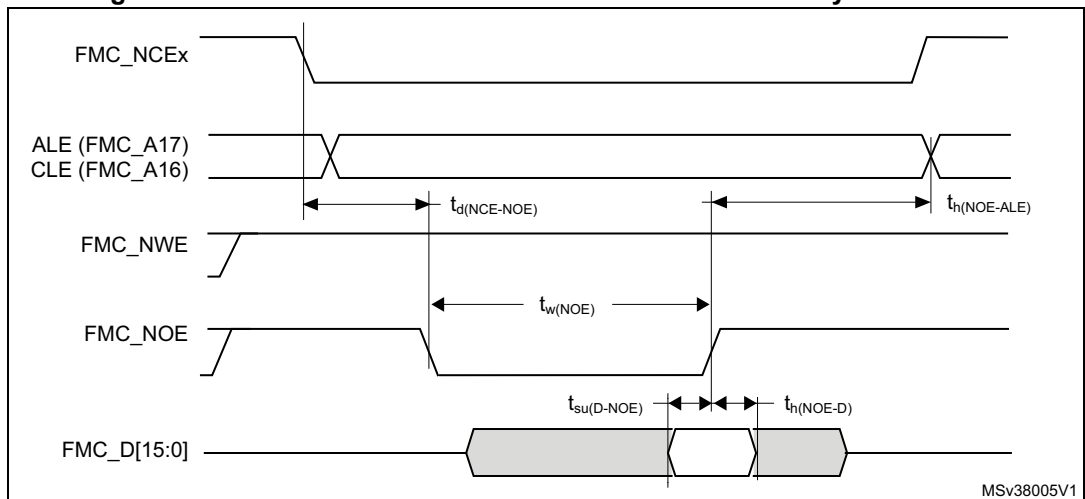 FMC_NCEx
ALE (FMC_A17)
CLE (FMC_A16)
td(NCE-NOE)
th(NOE-ALE)
FMC_NWE
tw(NOE)
FMC_NOE
tsu(D-NOE)
th(NOE-D)
FMC_D[15:0]
MSv38005V1